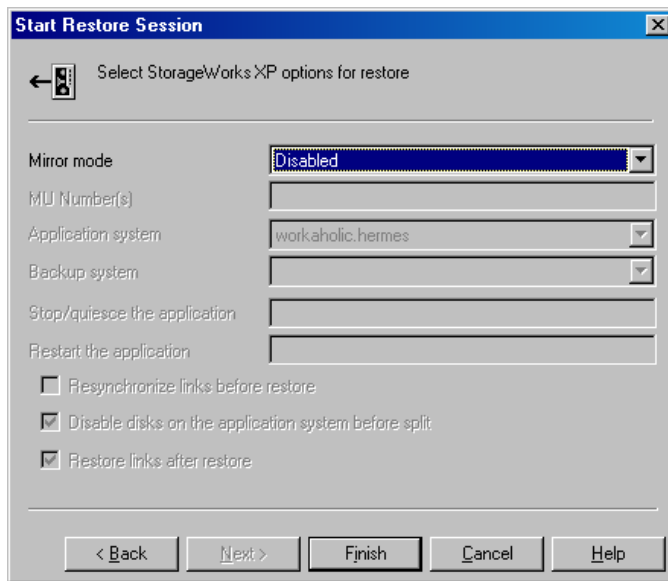 Start Restore Session
Select StorageWorks XP options for restore
Mirror mode Disabled
MU Number(s)
Application system workaholic.hermes
Backup system
Stop/quiesce the application
Restart the application
Resynchronize links before restore
Disable disks on the application system before split
Restore links after restore
< Back Next > Finish Cancel Help